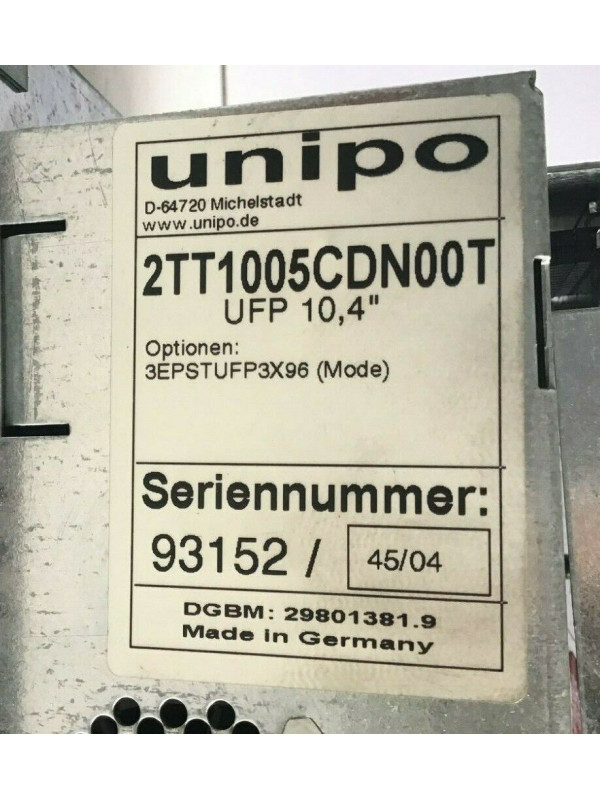 unipo
D-64720 Michelstadt
www.unipo.de
2TT1005CDN00T
UFP 10,4"
Optionen:
3EPSTUFP3X96 (Mode)
Seriennummer:
93152 / 45/04
DGBM: 29801381.9
Made in Germany